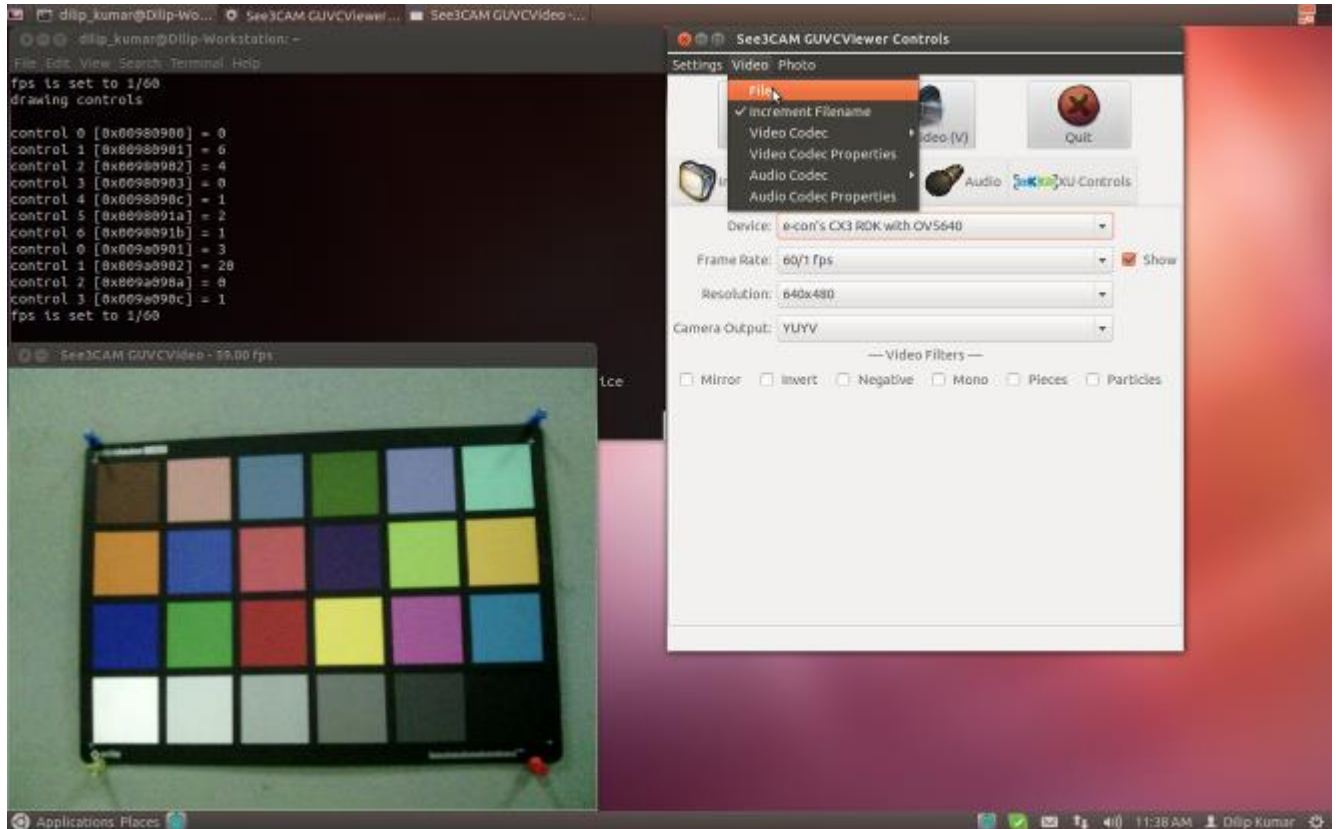 dilip_kumar@Dilip-Wo... See3CAM GUVCViewer ... See3CAM GUVCVideo -...
dilip_kumar@Dilip-Workstation: ~
File Edit View Search Terminal Help
fps is set to 1/60
drawing controls
control 0 [0x00980900] = 0
control 1 [0x00980901] = 6
control 2 [0x00980902] = 4
control 3 [0x00980903] = 0
control 4 [0x0098090c] = 1
control 5 [0x0098091a] = 2
control 6 [0x0098091b] = 1
control 0 [0x009a0901] = 3
control 1 [0x009a0902] = 20
control 2 [0x009a090a] = 0
control 3 [0x009a090c] = 1
fps is set to 1/60
ice
See3CAM GUVCVideo - 59.00 fps
See3CAM GUVCViewer Controls
Settings Video Photo
File
Increment Filename
Video Codec
Video Codec Properties
Audio Codec
Audio Codec Properties
deo (V)
Quit
Audio
XU Controls
Device: e-con's CX3 RDK with OV5640
Frame Rate: 60/1 fps Show
Resolution: 640x480
Camera Output: YUYV
— Video Filters —
Mirror Invert Negative Mono Pieces Particles
Applications Places 11:38 AM Dilip Kumar